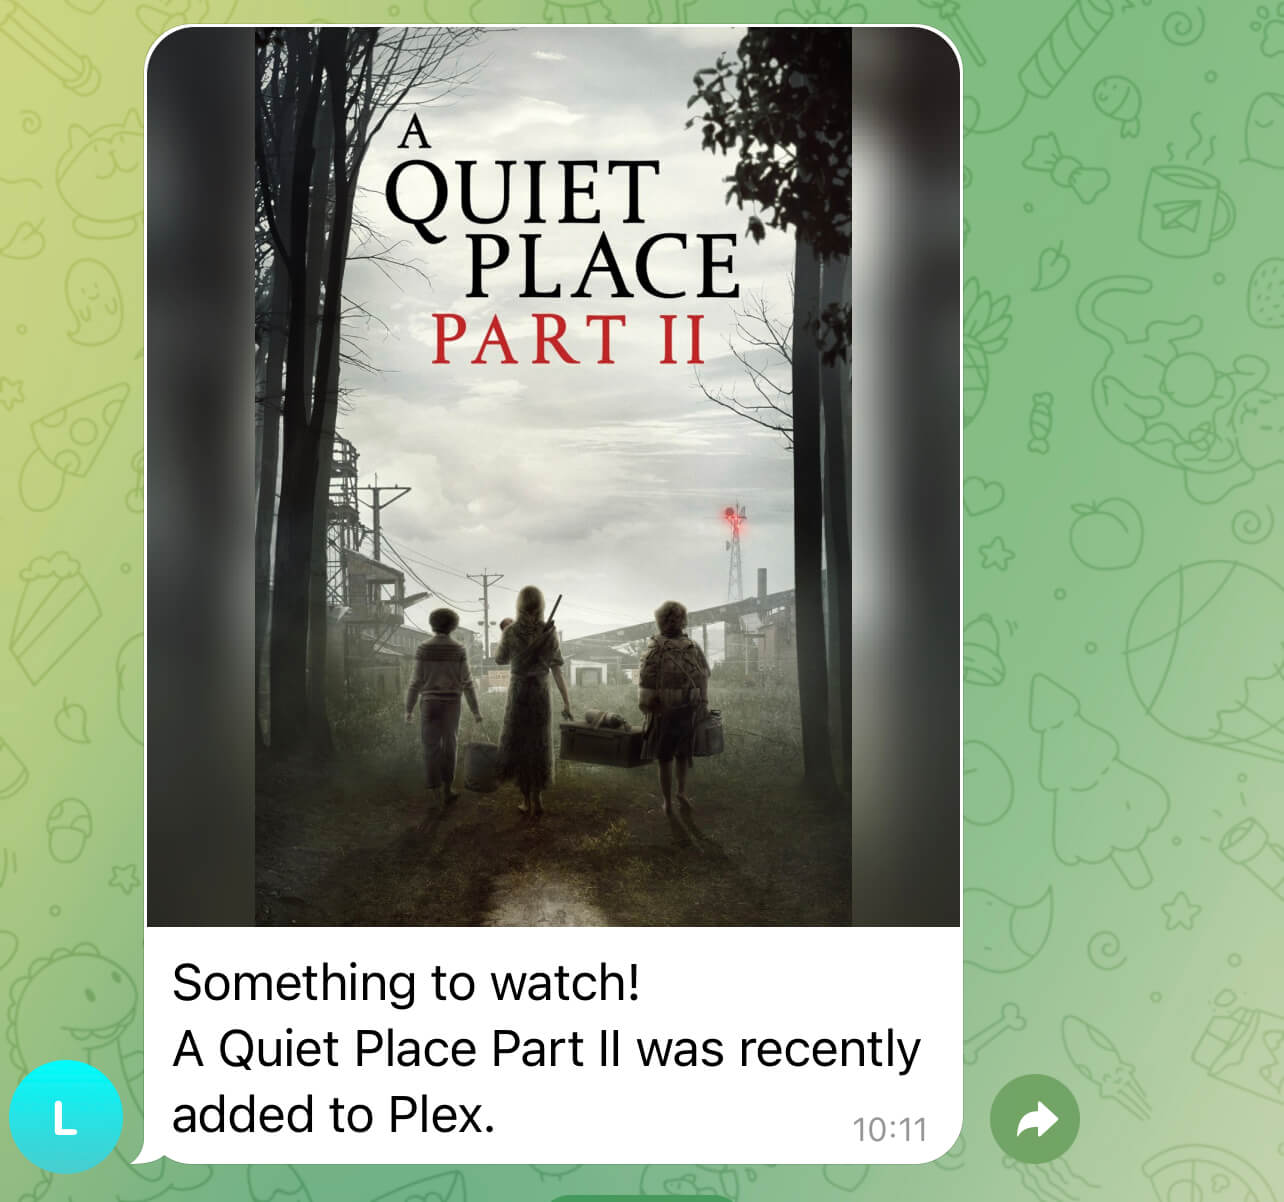 A
QUIET
PLACE
PART II
Something to watch!
A Quiet Place Part II was recently
added to Plex.
10:11
L